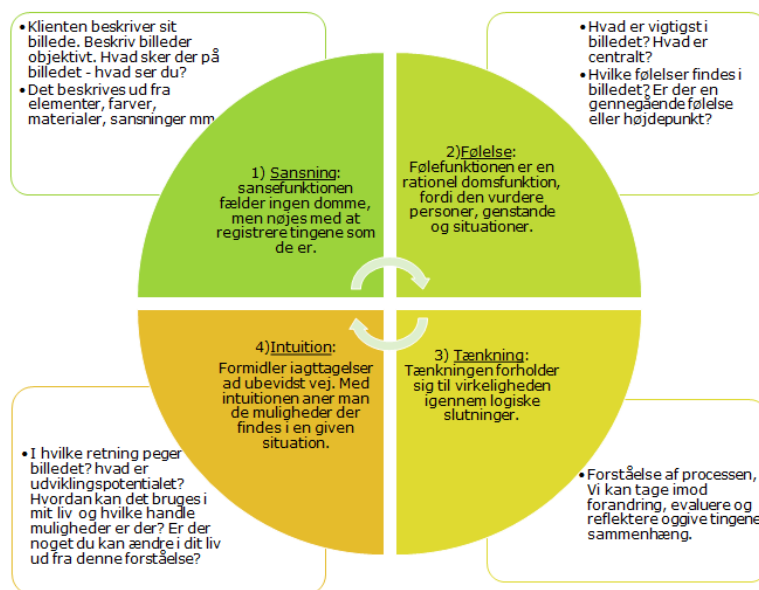 •Klienten beskriver sit
billede. Beskriv billeder
objektivt. Hvad sker der på
billedet - hvad ser du?
•Det beskrives ud fra
elementer, farver,
materialer, sansninger mm
•Hvad er vigtigst i
billedet? Hvad er
centralt?
•Hvilke følelser findes i
billedet? Er der en
gennegående følelse
eller højdepunkt?
1) Sansning:
sansefunktionen
fælder ingen domme,
men nøjes med at
registrere tingene som
de er.
2)Følelse:
Følefunktionen er en
rationel domsfunktion,
fordi den vurdere
personer, genstande
og situationer.
4)Intuition:
Formidler iagttagelser
ad ubevidst vej. Med
intuitionen aner man
de muligheder der
findes i en given
situation.
3) Tænkning:
Tænkningen forholder
sig til virkeligheden
igennem logiske
slutninger.
•I hvilke retning peger
billedet? hvad er
udviklingspotentialet?
Hvordan kan det bruges i
mit liv og hvilke handle
muligheder er der? Er der
noget du kan ændre i dit liv
ud fra denne forståelse?
•Forståelse af processen,
Vi kan tage imod
forandring, evaluere og
reflektere oggive tingene
sammenhæng.